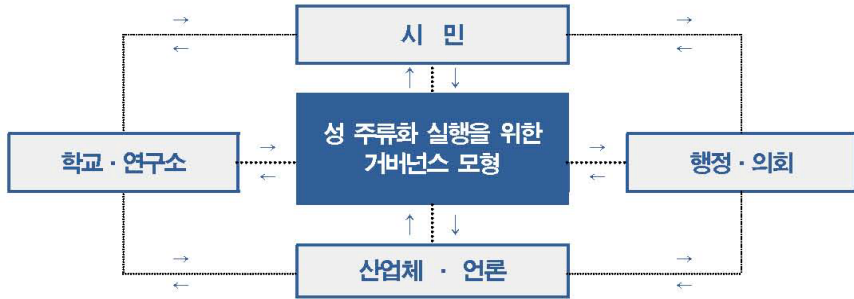 시 민
성 주류화 실행을 위한
거버넌스 모형
학교 · 연구소
행정 · 의회
산업체 · 언론